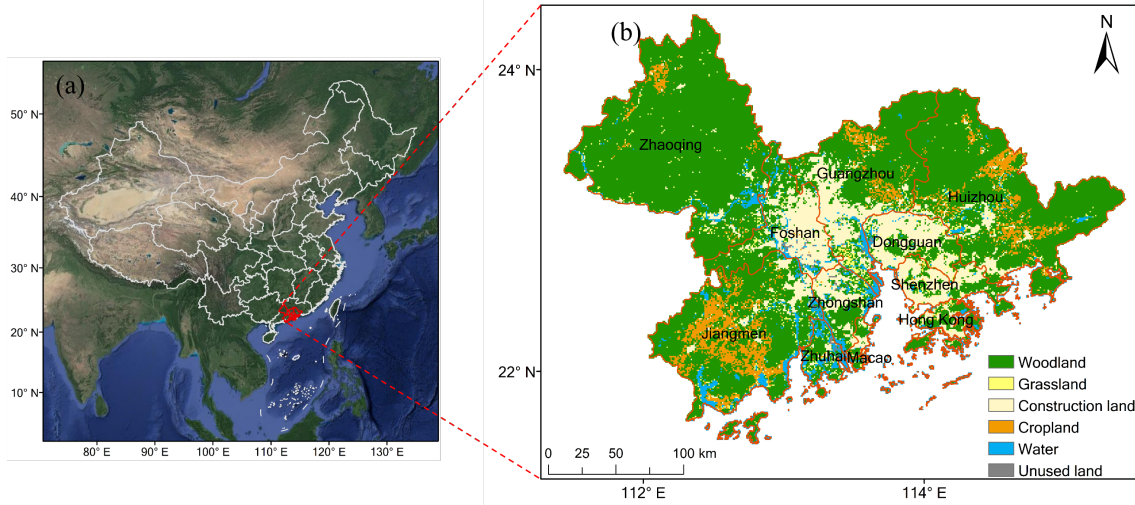 (a)
50° N
40° N
30° N
20° N
10° N
80° E
90° E
100° E
110° E
120° E
130° E
(b)
N
24° N
22° N
Zhaoqing
Guangzhou
Huizhou
Foshan
Dongguan
Shenzhen
Zhongshan
Hong Kong
Jiangmen
Zhuhai
Macao
Woodland
Grassland
Construction land
Cropland
Water
Unused land
0 25 50 100 km
112° E
114° E